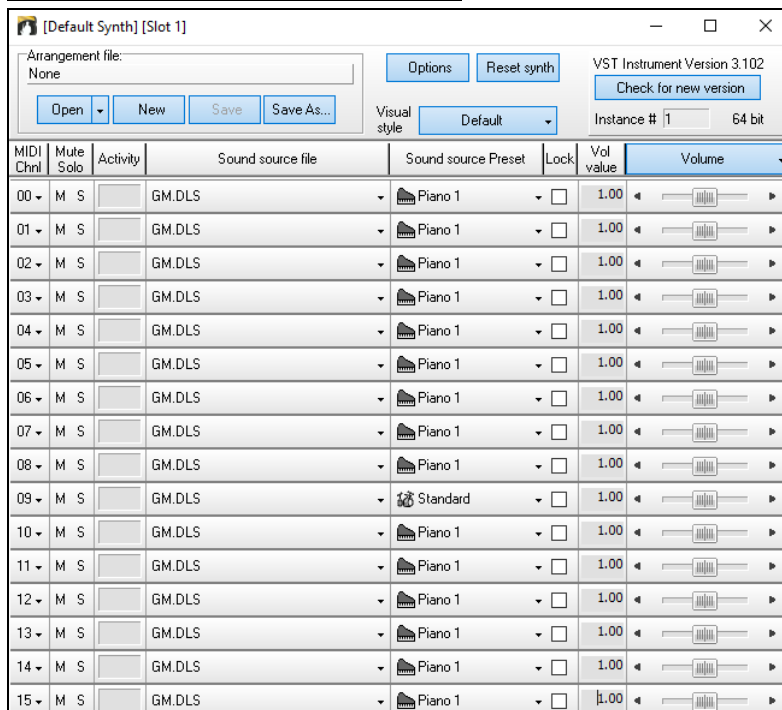 [Default Synth] [Slot 1]
Arrangement file:
None
Open New Save Save As...
Options Reset synth
Visual style Default
VST Instrument Version 3.102
Check for new version
Instance # 1 64 bit
MIDI Chnl Mute Solo Activity Sound source file Sound source Preset Lock Vol value Volume
00 M S GM.DLS Piano 1 1.00
01 M S GM.DLS Piano 1 1.00
02 M S GM.DLS Piano 1 1.00
03 M S GM.DLS Piano 1 1.00
04 M S GM.DLS Piano 1 1.00
05 M S GM.DLS Piano 1 1.00
06 M S GM.DLS Piano 1 1.00
07 M S GM.DLS Piano 1 1.00
08 M S GM.DLS Piano 1 1.00
09 M S GM.DLS Standard 1.00
10 M S GM.DLS Piano 1 1.00
11 M S GM.DLS Piano 1 1.00
12 M S GM.DLS Piano 1 1.00
13 M S GM.DLS Piano 1 1.00
14 M S GM.DLS Piano 1 1.00
15 M S GM.DLS Piano 1 1.00